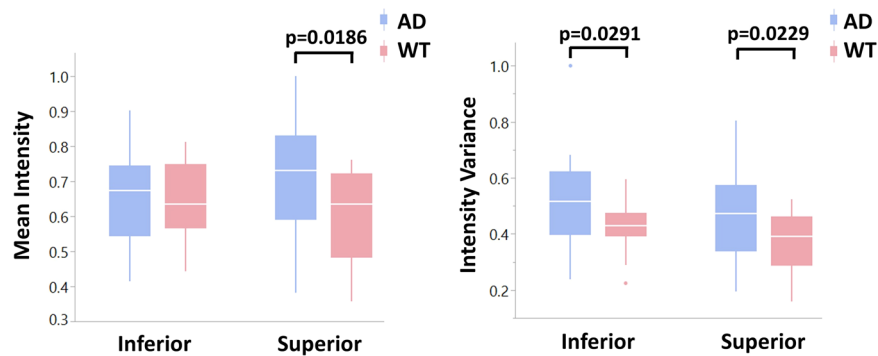 AD
WT
p=0.0186
Mean Intensity
1.0
0.9
0.8
0.7
0.6
0.5
0.4
0.3
Inferior
Superior
AD
WT
p=0.0291
p=0.0229
Intensity Variance
1.0
0.8
0.6
0.4
0.2
Inferior
Superior